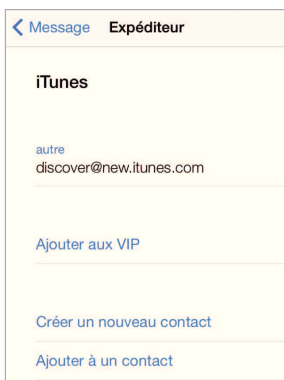 Message Expéditeur
iTunes
autre
discover@new.itunes.com
Ajouter aux VIP
Créer un nouveau contact
Ajouter à un contact